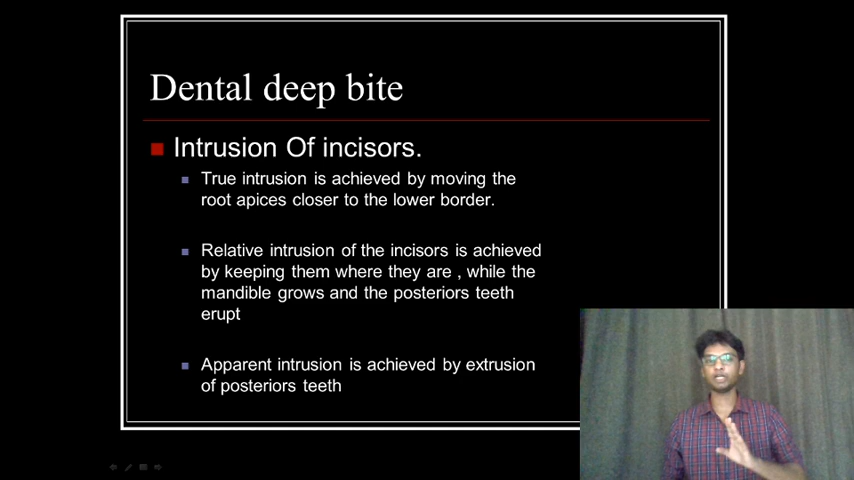 Dental deep bite
Intrusion Of incisors.
True intrusion is achieved by moving the
root apices closer to the lower border.
Relative intrusion of the incisors is achieved
by keeping them where they are , while the
mandible grows and the posteriors teeth
erupt
Apparent intrusion is achieved by extrusion
of posteriors teeth